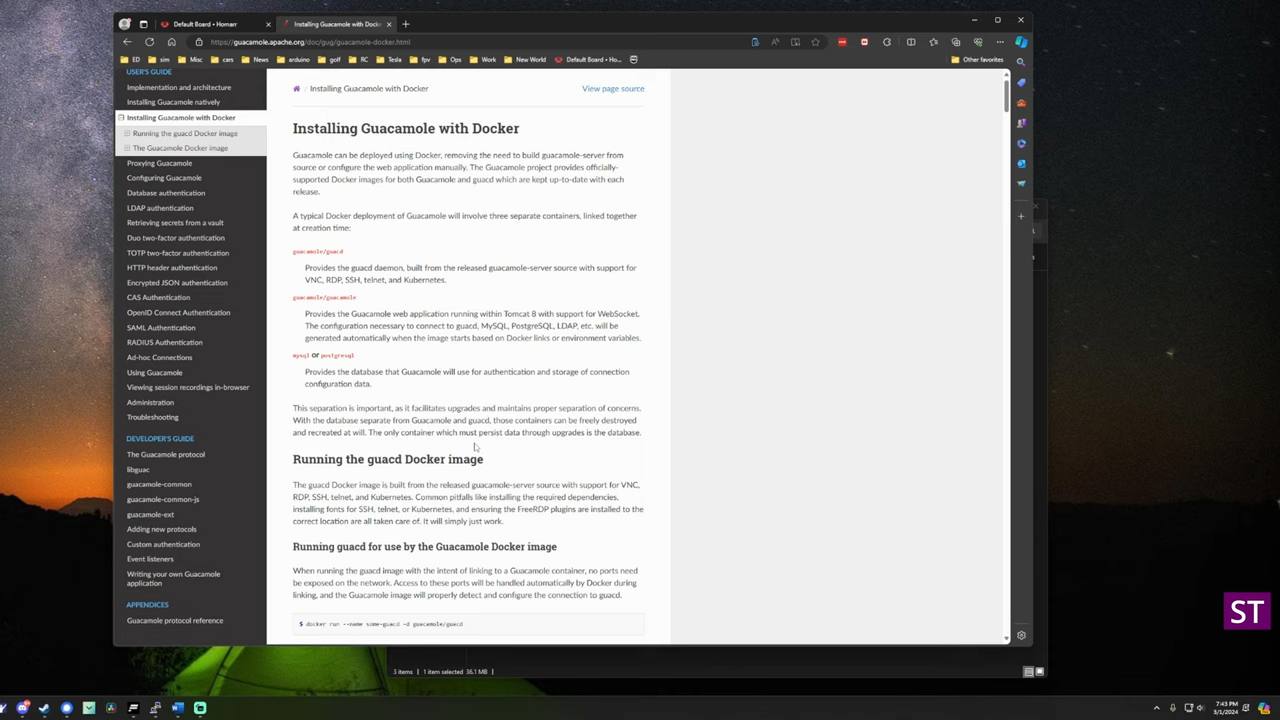 Default Board • Homarr
Installing Guacamole with Docker
https://guacamole.apache.org/doc/gug/guacamole-docker.html
ED
sim
Misc
cars
News
arduino
golf
RC
Tesla
fpv
Ops
Work
New World
Default Board • Ho...
Other favorites
USER'S GUIDE
Implementation and architecture
Installing Guacamole natively
Installing Guacamole with Docker
Running the guacd Docker image
The Guacamole Docker image
Proxying Guacamole
Configuring Guacamole
Database authentication
LDAP authentication
Retrieving secrets from a vault
Duo two-factor authentication
TOTP two-factor authentication
HTTP header authentication
Encrypted JSON authentication
CAS Authentication
OpenID Connect Authentication
SAML Authentication
RADIUS Authentication
Ad-hoc Connections
Using Guacamole
Viewing session recordings in-browser
Administration
Troubleshooting
DEVELOPER'S GUIDE
The Guacamole protocol
libguac
guacamole-common
guacamole-common-js
guacamole-ext
Adding new protocols
Custom authentication
Event listeners
Writing your own Guacamole
application
APPENDICES
Guacamole protocol reference
/ Installing Guacamole with Docker
View page source
Installing Guacamole with Docker
Guacamole can be deployed using Docker, removing the need to build guacamole-server from
source or configure the web application manually. The Guacamole project provides officially-
supported Docker images for both Guacamole and guacd which are kept up-to-date with each
release.
A typical Docker deployment of Guacamole will involve three separate containers, linked together
at creation time:
guacamole/guacd
Provides the guacd daemon, built from the released guacamole-server source with support for
VNC, RDP, SSH, telnet, and Kubernetes.
guacamole/guacamole
Provides the Guacamole web application running within Tomcat 8 with support for WebSocket.
The configuration necessary to connect to guacd, MySQL, PostgreSQL, LDAP, etc. will be
generated automatically when the image starts based on Docker links or environment variables.
mysql or postgresql
Provides the database that Guacamole will use for authentication and storage of connection
configuration data.
This separation is important, as it facilitates upgrades and maintains proper separation of concerns.
With the database separate from Guacamole and guacd, those containers can be freely destroyed
and recreated at will. The only container which must persist data through upgrades is the database.
Running the guacd Docker image
The guacd Docker image is built from the released guacamole-server source with support for VNC,
RDP, SSH, telnet, and Kubernetes. Common pitfalls like installing the required dependencies,
installing fonts for SSH, telnet, or Kubernetes, and ensuring the FreeRDP plugins are installed to the
correct location are all taken care of. It will simply just work.
Running guacd for use by the Guacamole Docker image
When running the guacd image with the intent of linking to a Guacamole container, no ports need
be exposed on the network. Access to these ports will be handled automatically by Docker during
linking, and the Guacamole image will properly detect and configure the connection to guacd.
$ docker run --name some-guacd -d guacamole/guacd
ST
3 items
1 item selected 36.1 MB
7:43 PM
3/1/2024